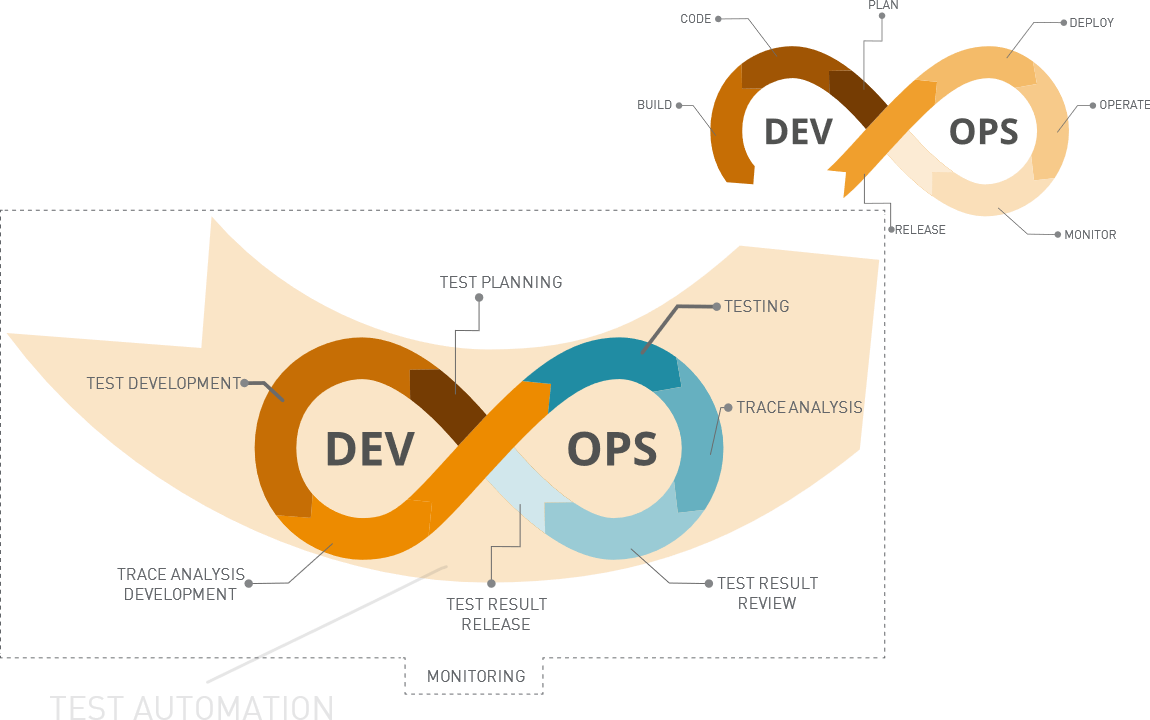 PLAN
CODE
DEPLOY
BUILD
OPERATE
DEV
OPS
RELEASE
MONITOR
TEST PLANNING
TESTING
TEST DEVELOPMENT
TRACE ANALYSIS
DEV
OPS
TRACE ANALYSIS
DEVELOPMENT
TEST RESULT
RELEASE
TEST RESULT
REVIEW
MONITORING
TEST AUTOMATION